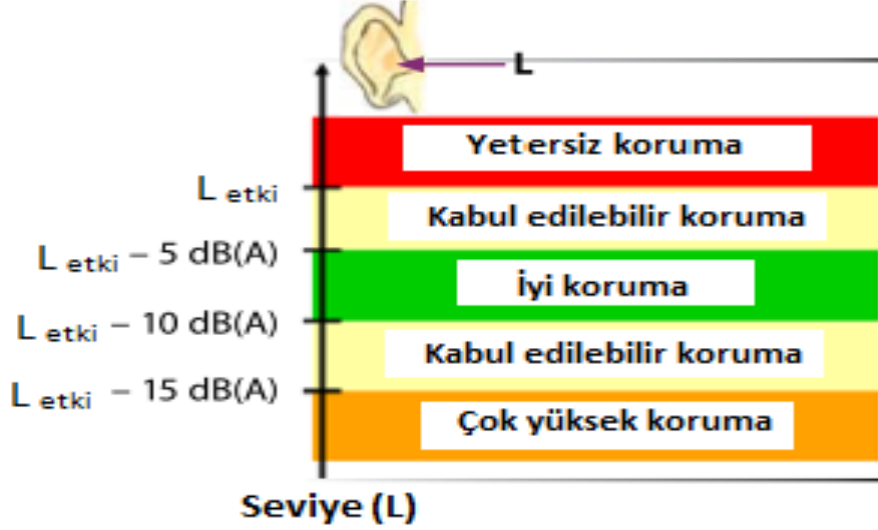 L
Yetersiz koruma
L etki
Kabul edilebilir koruma
L etki – 5 dB(A)
İyi koruma
L etki – 10 dB(A)
Kabul edilebilir koruma
L etki – 15 dB(A)
Çok yüksek koruma
Seviye (L)